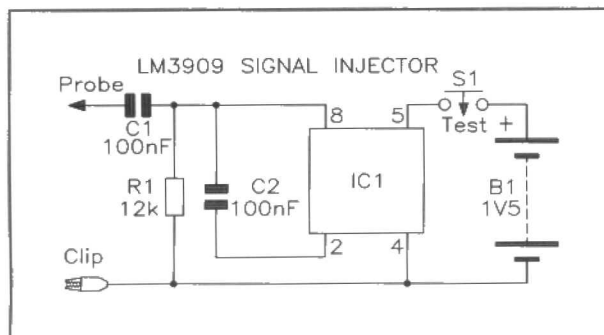 LM3909 SIGNAL INJECTOR
Probe
S1
C1
100nF
8
5
Test +
R1
12k
C2
100nF
IC1
B1
1V5
2
4
Clip